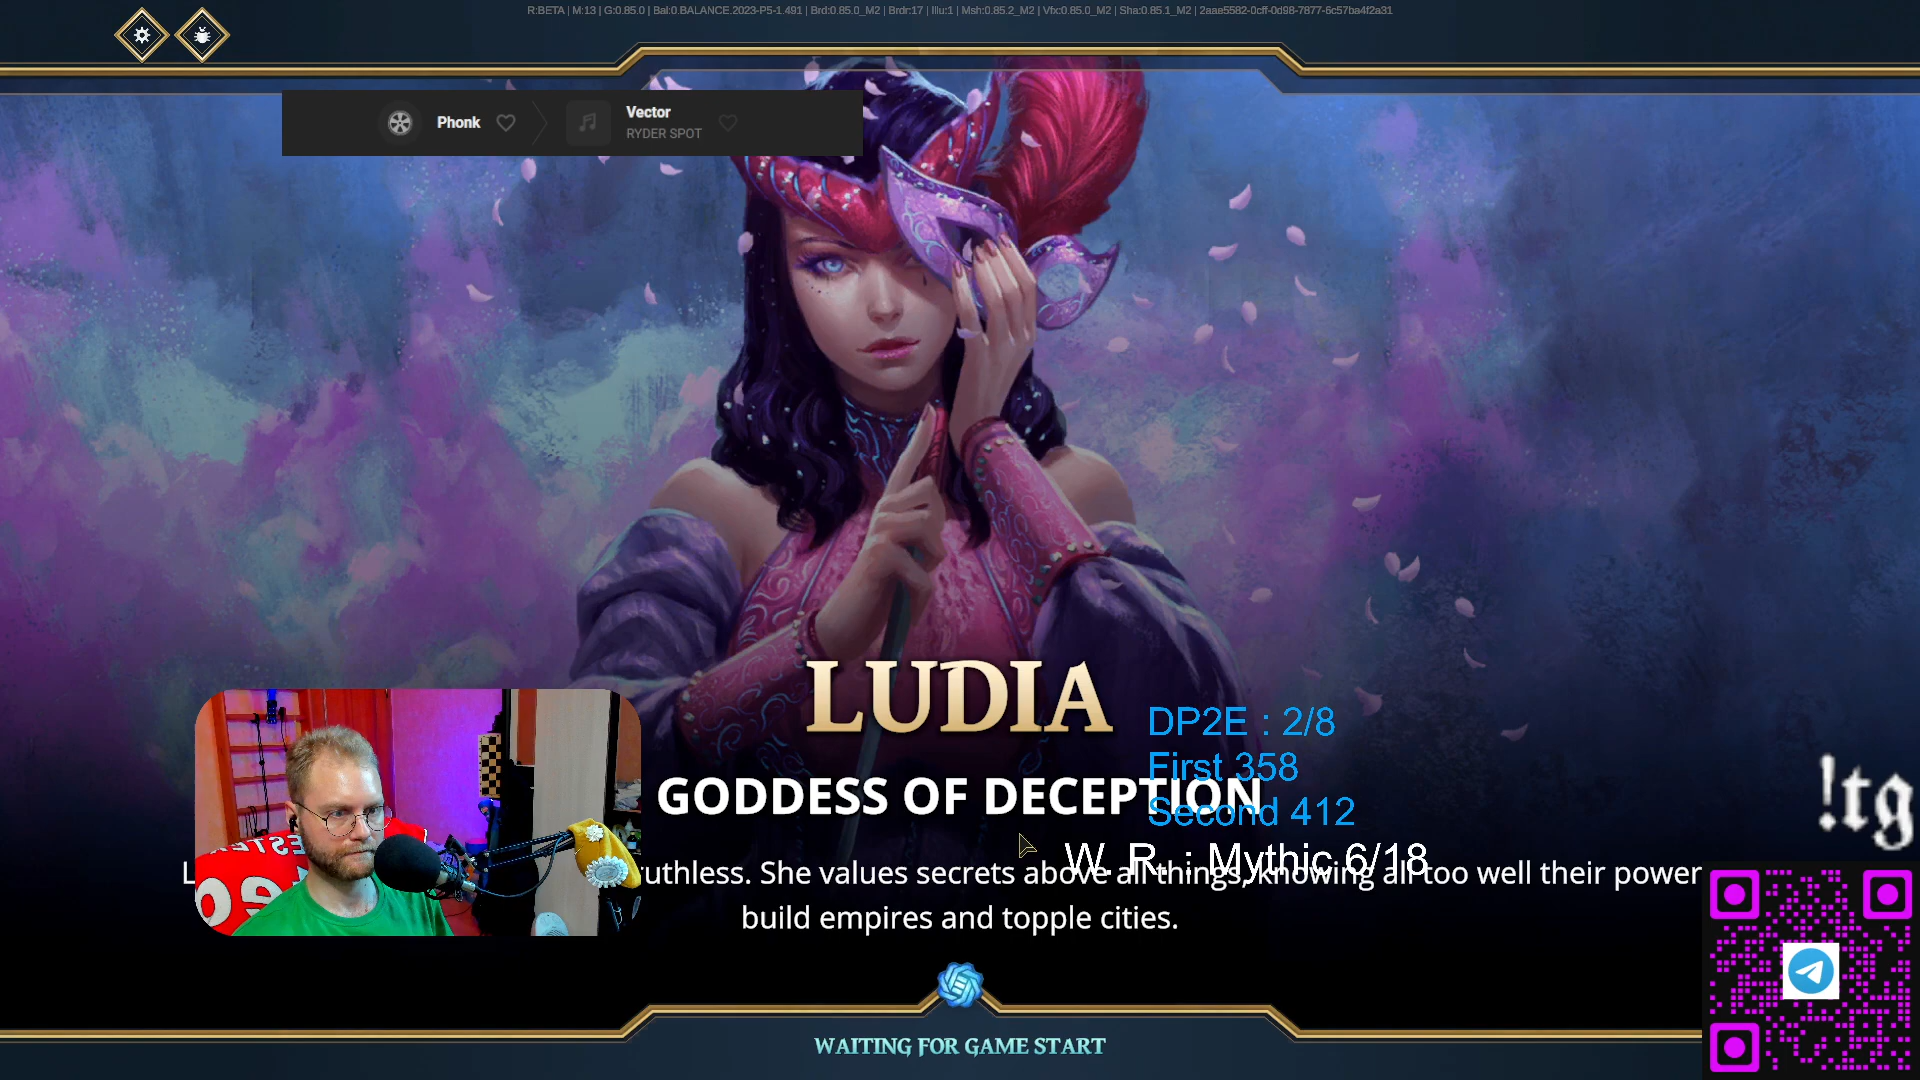 R:BETA | M:13 | G:0.85.0 | Bal:0.BALANCE.2023-P5-1.491 | Brd:0.85.0_M2 | Brdr:17 | Illu:1 | Msh:0.85.2_M2 | Vfx:0.85.0_M2 | Sha:0.85.1_M2 | 2aae5582-0cff-0d98-7877-6c57ba4f2a31
Phonk
Vector
RYDER SPOT
LUDIA
DP2E : 2/8
First 358
GODDESS OF DECEPTION
Second 412
!tg
W. R. : Mythic 6/18
uthless. She values secrets above all things, knowing all too well their power
build empires and topple cities.
WAITING FOR GAME START